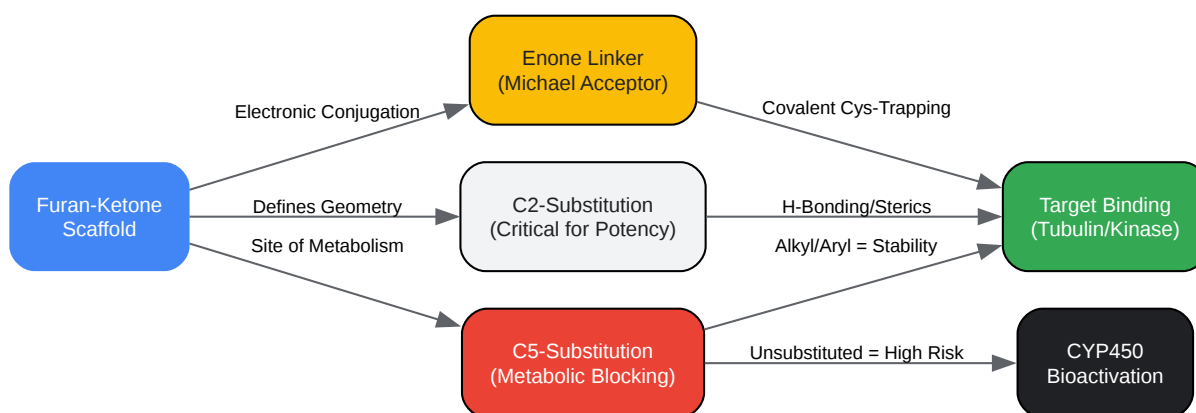 Enone Linker
(Michael Acceptor)
Electronic Conjugation
Covalent Cys-Trapping
Furan-Ketone
Scaffold
Defines Geometry
C2-Substitution
(Critical for Potency)
H-Bonding/Sterics
Target Binding
(Tubulin/Kinase)
Site of Metabolism
Alkyl/Aryl = Stability
C5-Substitution
(Metabolic Blocking)
Unsubstituted = High Risk
CYP450
Bioactivation